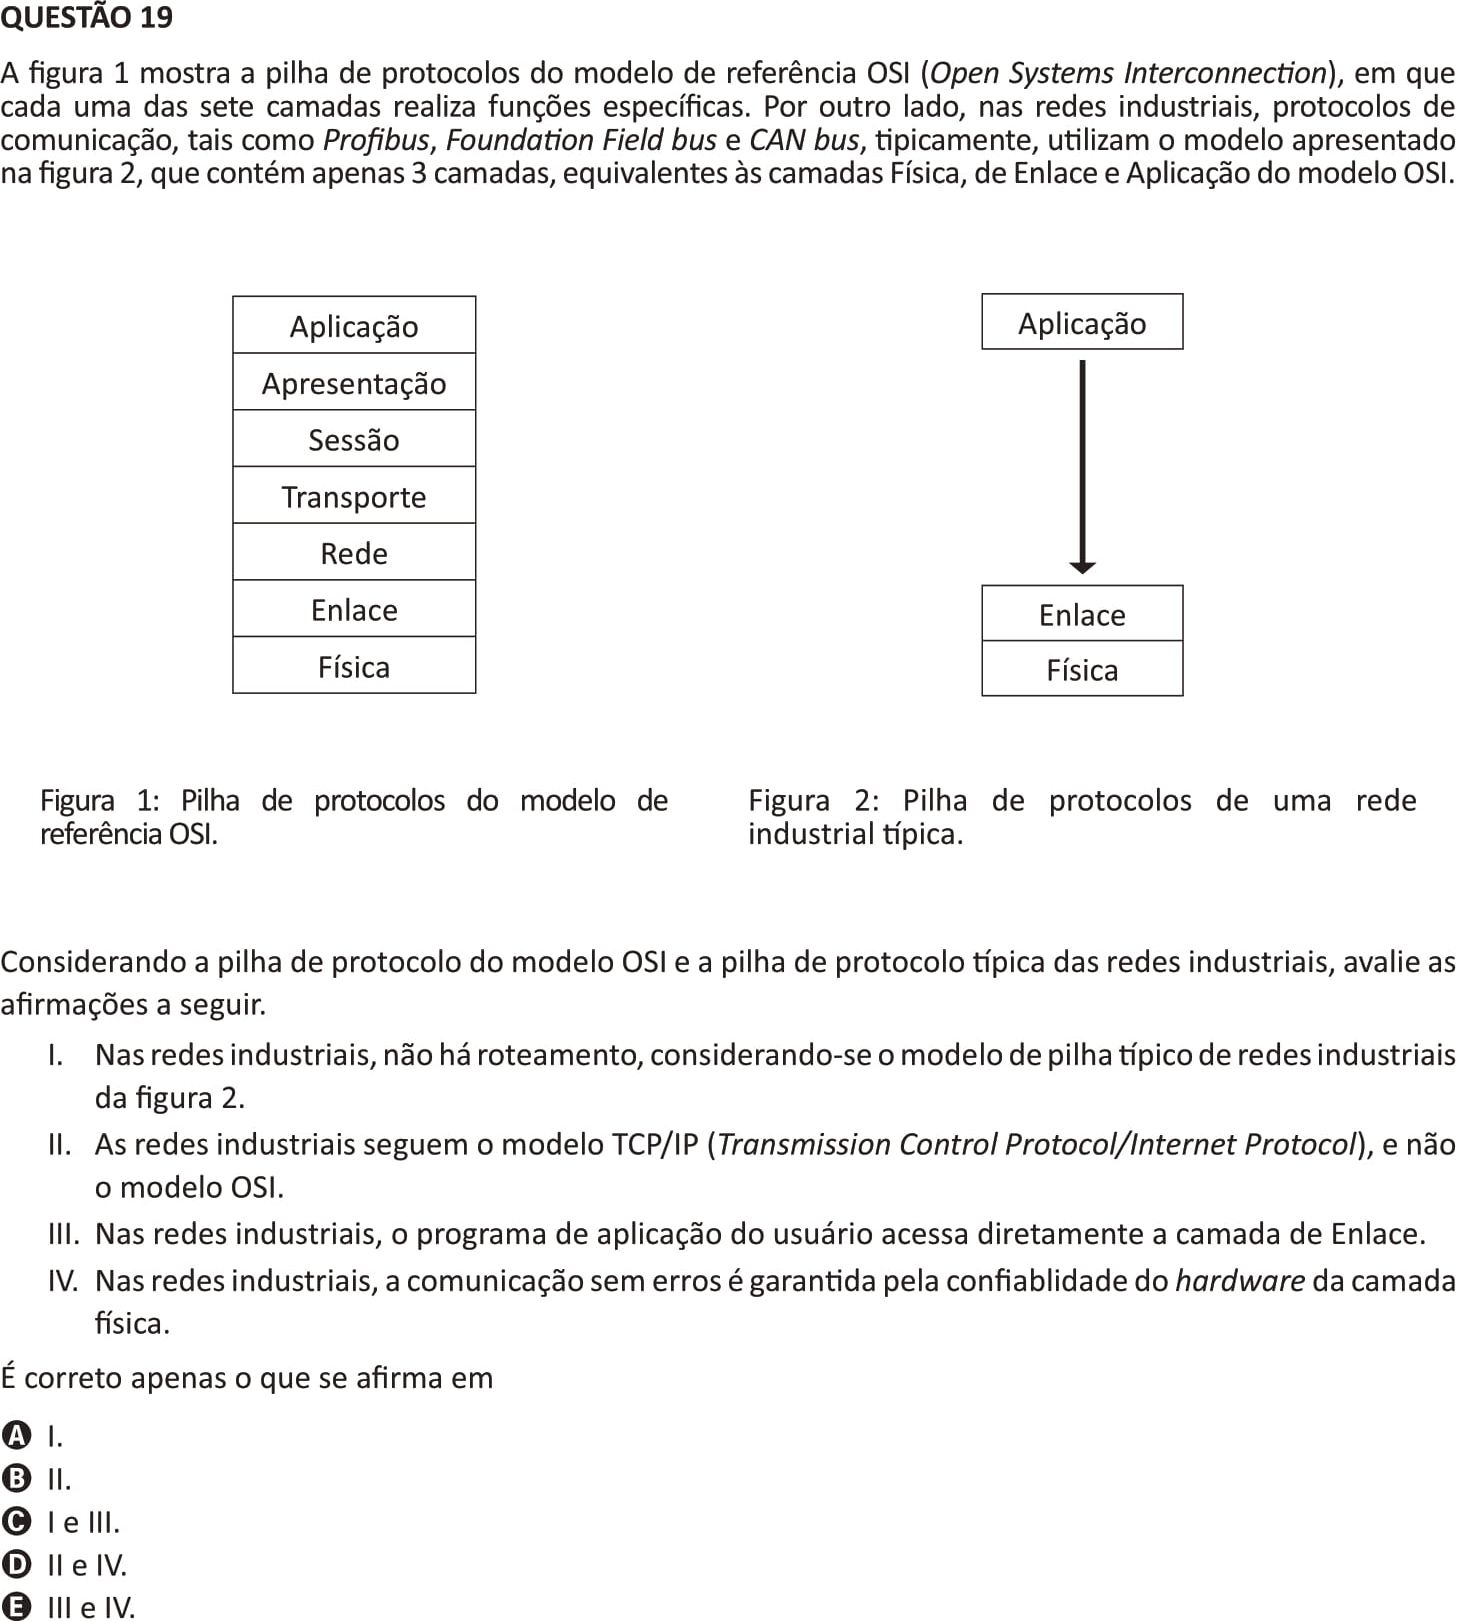 QUESTÃO 19
A figura 1 mostra a pilha de protocolos do modelo de referência OSI (Open Systems Interconnection), em que
cada uma das sete camadas realiza funções específicas. Por outro lado, nas redes industriais, protocolos de
comunicação, tais como Profibus, Foundation Field bus e CAN bus, tipicamente, utilizam o modelo apresentado
na figura 2, que contém apenas 3 camadas, equivalentes às camadas Física, de Enlace e Aplicação do modelo OSI.
Aplicação
Apresentação
Sessão
Transporte
Rede
Enlace
Física
Aplicação
Enlace
Física
Figura 1: Pilha de protocolos do modelo de
referência OSI.
Figura 2: Pilha de protocolos de uma rede
industrial típica.
Considerando a pilha de protocolo do modelo OSI e a pilha de protocolo típica das redes industriais, avalie as
afirmações a seguir.
I. Nas redes industriais, não há roteamento, considerando-se o modelo de pilha típico de redes industriais
da figura 2.
II. As redes industriais seguem o modelo TCP/IP (Transmission Control Protocol/Internet Protocol), e não
o modelo OSI.
III. Nas redes industriais, o programa de aplicação do usuário acessa diretamente a camada de Enlace.
IV. Nas redes industriais, a comunicação sem erros é garantida pela confiablidade do hardware da camada
física.
É correto apenas o que se afirma em
A I.
B II.
C I e III.
D II e IV.
E III e IV.